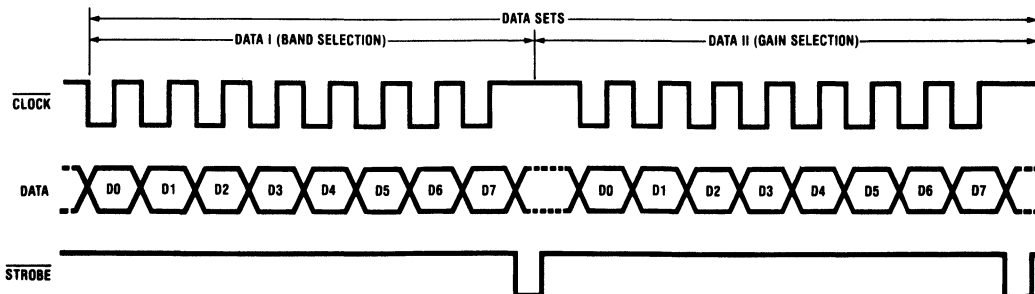 DATA SETS
DATA I (BAND SELECTION) DATA II (GAIN SELECTION)
CLOCK
DATA D0 D1 D2 D3 D4 D5 D6 D7 D0 D1 D2 D3 D4 D5 D6 D7
STROBE